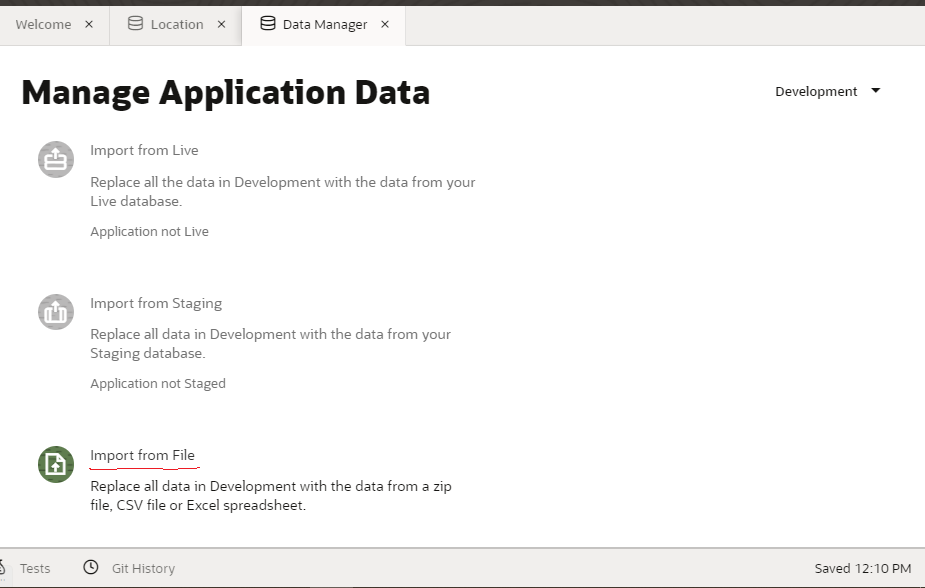 Welcome
Location
Data Manager
Manage Application Data
Development
Import from Live
Replace all the data in Development with the data from your
Live database.
Application not Live
Import from Staging
Replace all data in Development with the data from your
Staging database.
Application not Staged
Import from File
Replace all data in Development with the data from a zip
file, CSV file or Excel spreadsheet.
Tests
Git History
Saved 12:10 PM